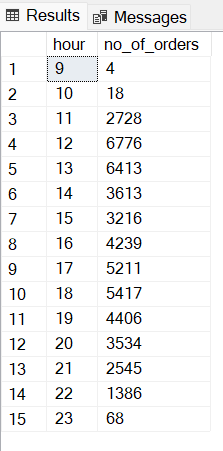 Results Messages
hour no_of_orders
1 9 4
2 10 18
3 11 2728
4 12 6776
5 13 6413
6 14 3613
7 15 3216
8 16 4239
9 17 5211
10 18 5417
11 19 4406
12 20 3534
13 21 2545
14 22 1386
15 23 68